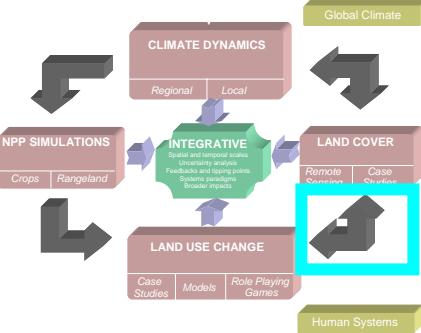 Global Climate
CLIMATE DYNAMICS
Regional
Local
NPP SIMULATIONS
Crops
Rangeland
INTEGRATIVE
Spatial and temporal scales
Uncertainty analysis
Feedbacks and tipping points
Systems paradigms
Broader impacts
LAND COVER
Remote
Sensing
Case
Studies
LAND USE CHANGE
Case
Studies
Models
Role Playing
Games
Human Systems